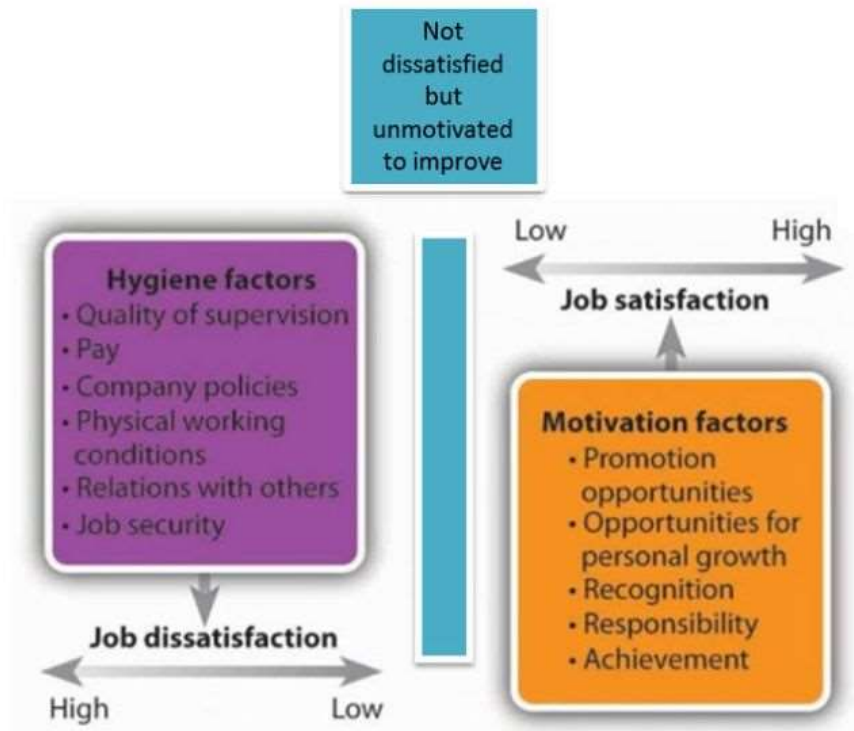 Not
dissatisfied
but
unmotivated
to improve
Hygiene factors
• Quality of supervision
• Pay
• Company policies
• Physical working
conditions
• Relations with others
• Job security
Job dissatisfaction
High Low
Low High
Job satisfaction
Motivation factors
• Promotion
opportunities
• Opportunities for
personal growth
• Recognition
• Responsibility
• Achievement